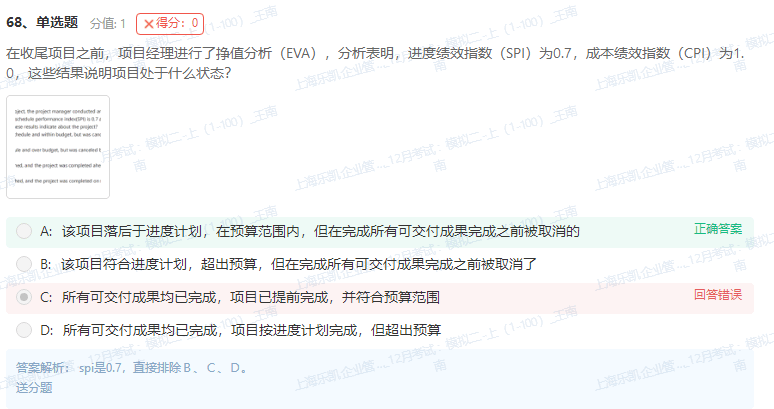 68、单选题 分值: 1 ×得分：0
在收尾项目之前，项目经理进行了挣值分析（EVA），分析表明，进度绩效指数（SPI）为0.7，成本绩效指数（CPI）为1.
0，这些结果说明项目处于什么状态？
ject, the project manager conducted an
schedule performance index(SPI) is 0.7 a
ese results indicate about the project?
hedule and within budget, but was canc
ule and over budget, but was canceled b
ned, and the project was completed ahe
hed, and the project was completed on s
A: 该项目落后于进度计划，在预算范围内，但在完成所有可交付成果完成之前被取消的 正确答案
B: 该项目符合进度计划，超出预算，但在完成所有可交付成果完成之前被取消了
C: 所有可交付成果均已完成，项目已提前完成，并符合预算范围 回答错误
D: 所有可交付成果均已完成，项目按进度计划完成，但超出预算
答案解析： spi是0.7，直接排除B 、C 、D 。
送分题
上海乐凯企业管 ... 12月考试：模拟二-上（1-100）_王南